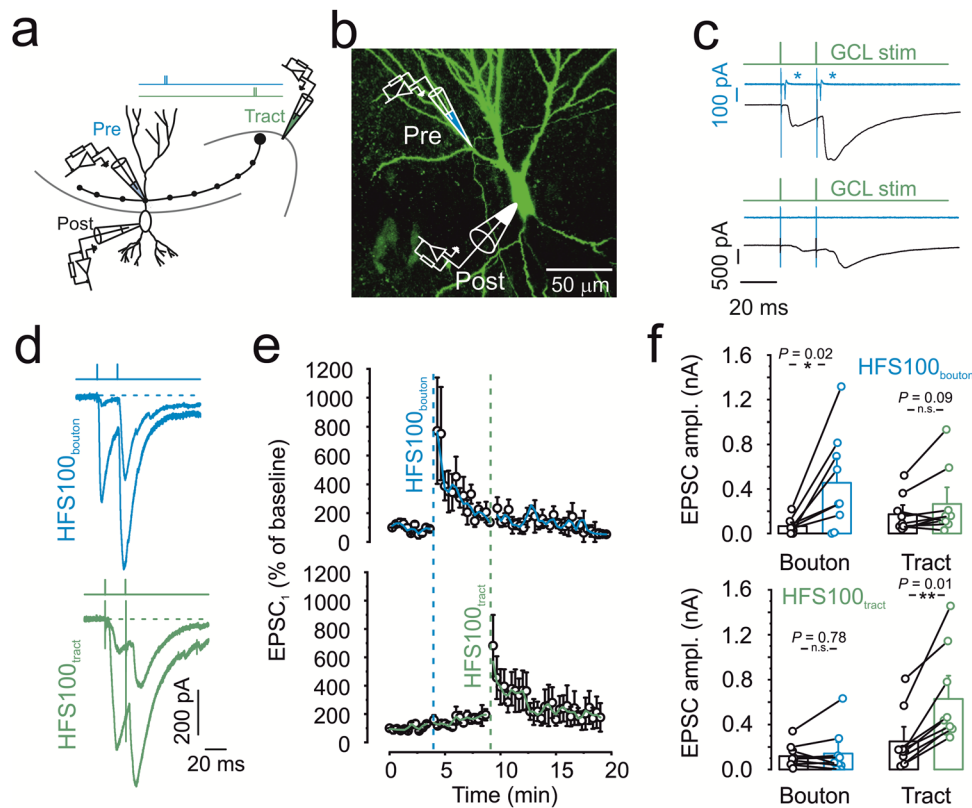 a
Pre
Tract
Post
b
Pre
Post
50 μm
c
GCL stim
* *
100 pA
GCL stim
500 pA
20 ms
d
HFS100bouton
HFS100tract
200 pA
20 ms
e
EPSC1 (% of baseline)
1200
1000
800
600
400
200
0
HFS100bouton
1200
1000
800
600
400
200
0
HFS100tract
0 5 10 15 20
Time (min)
f
HFS100bouton
EPSC ampl. (nA)
1.6
1.2
0.8
0.4
0.0
P = 0.02
*
P = 0.09
n.s.
Bouton Tract
HFS100tract
EPSC ampl. (nA)
1.6
1.2
0.8
0.4
0.0
P = 0.78
n.s.
P = 0.01
**
Bouton Tract